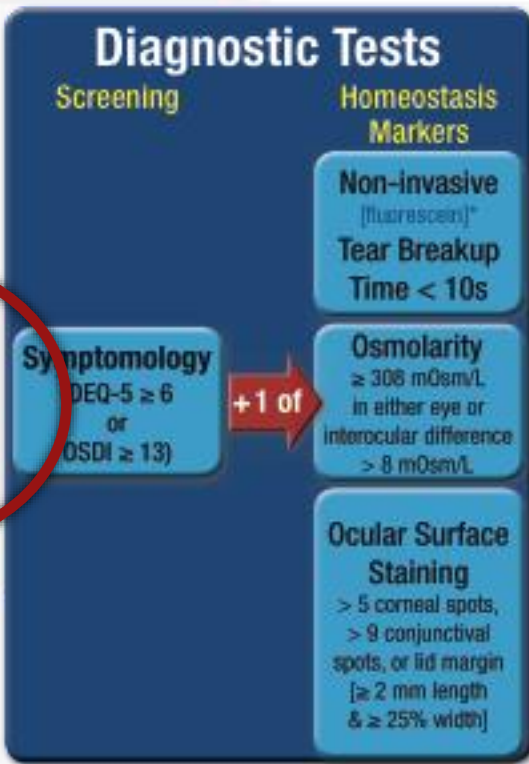 Diagnostic Tests
Screening
Homeostasis
Markers
Non-invasive
[fluorescein]*
Tear Breakup
Time < 10s
Symptomology
DEQ-5 ≥ 6
or
OSDI ≥ 13)
+1 of
Osmolarity
≥ 308 mOsm/L
in either eye or
interocular difference
> 8 mOsm/L
Ocular Surface
Staining
> 5 corneal spots,
> 9 conjunctival
spots, or lid margin
[≥ 2 mm length
& ≥ 25% width]